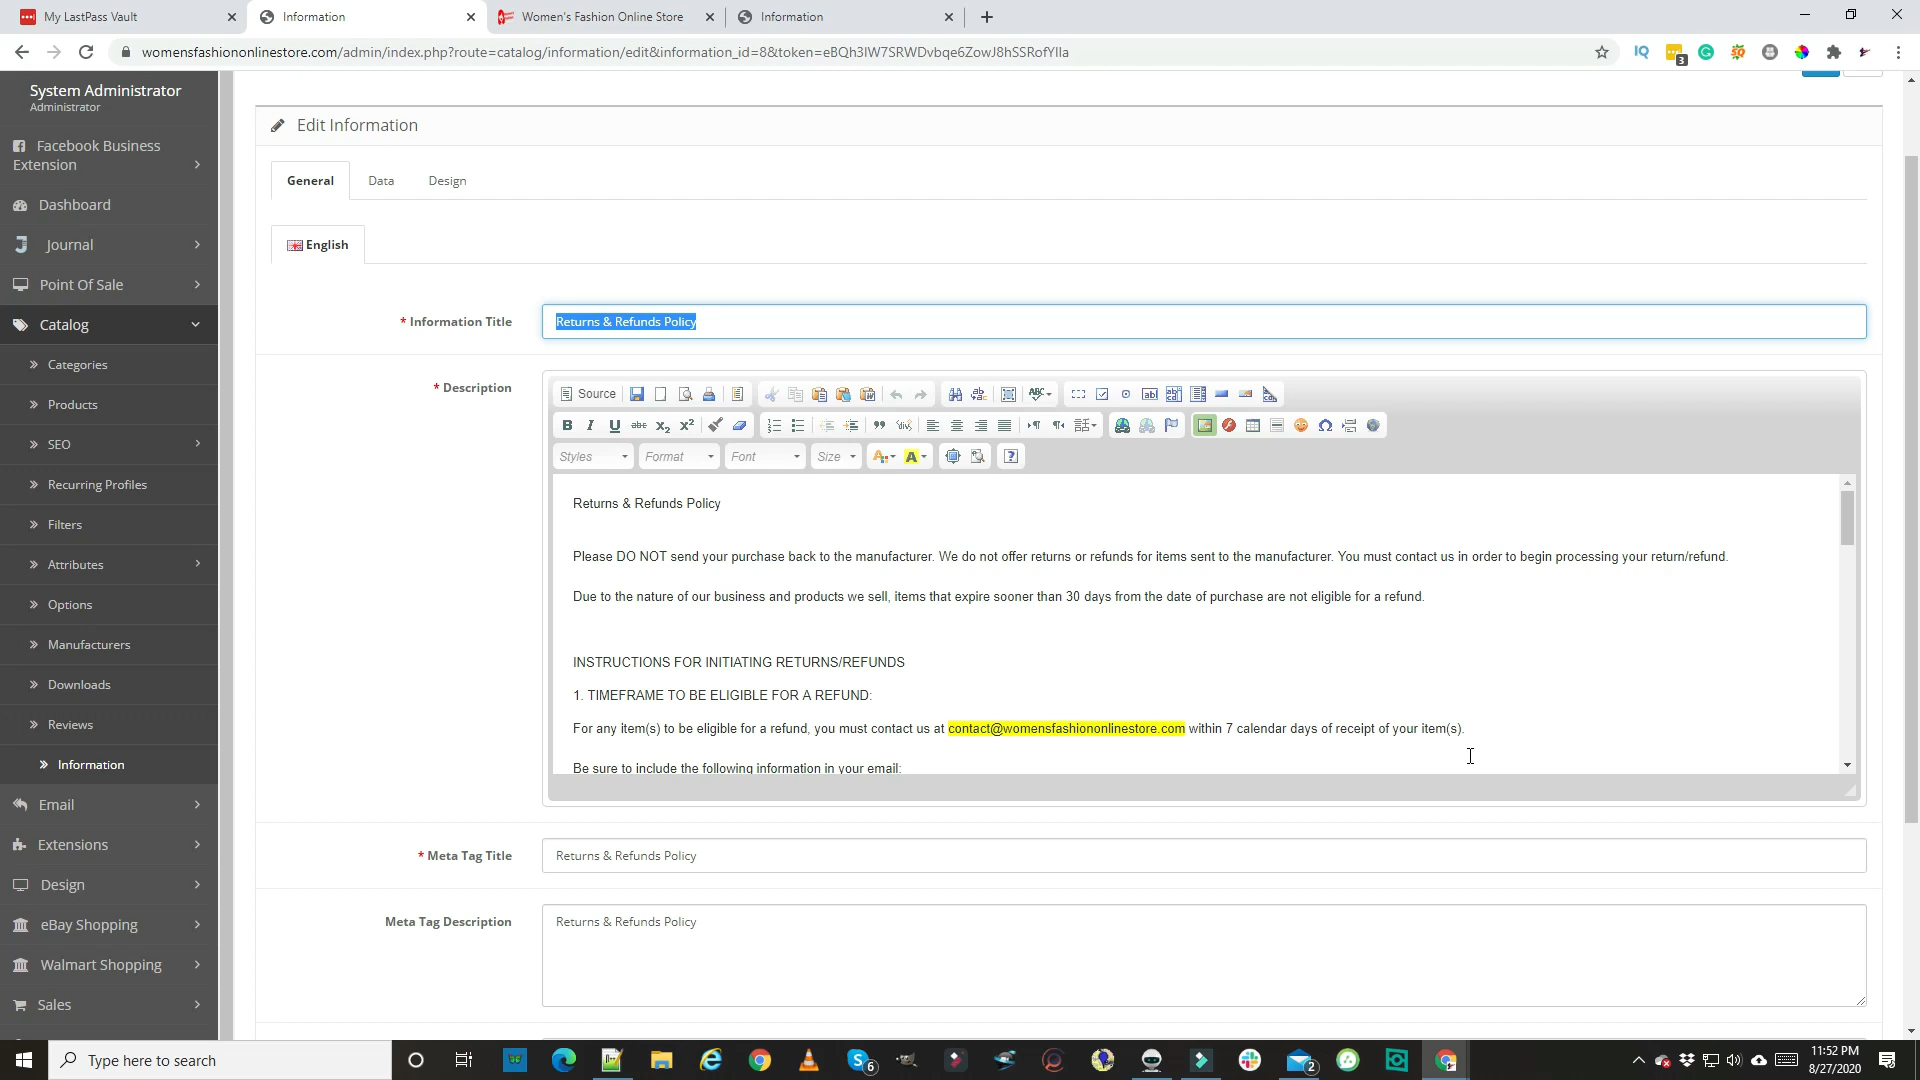 My LastPass Vault
Information
Women's Fashion Online Store
Information
womensfashiononlinestore.com/admin/index.php?route=catalog/information/edit&information_id=8&token=eBQh3IW7SRWDvbqe6ZowJ8hSSRofYlla
IQ
3
System Administrator
Administrator
Facebook Business
Extension
Dashboard
Journal
Point Of Sale
Catalog
Categories
Products
SEO
Recurring Profiles
Filters
Attributes
Options
Manufacturers
Downloads
Reviews
Information
Email
Extensions
Design
eBay Shopping
Walmart Shopping
Sales
Edit Information
General Data Design
English
* Information Title
Returns & Refunds Policy
* Description
Source
Styles Format Font Size
Returns & Refunds Policy
Please DO NOT send your purchase back to the manufacturer. We do not offer returns or refunds for items sent to the manufacturer. You must contact us in order to begin processing your return/refund.
Due to the nature of our business and products we sell, items that expire sooner than 30 days from the date of purchase are not eligible for a refund.
INSTRUCTIONS FOR INITIATING RETURNS/REFUNDS
1. TIMEFRAME TO BE ELIGIBLE FOR A REFUND:
For any item(s) to be eligible for a refund, you must contact us at contact@womensfashiononlinestore.com within 7 calendar days of receipt of your item(s).
Be sure to include the following information in your email:
* Meta Tag Title
Returns & Refunds Policy
Meta Tag Description
Returns & Refunds Policy
Type here to search
6
2
11:52 PM
8/27/2020